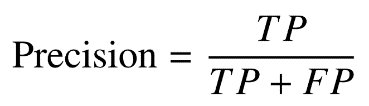 Precision = TP / TP + FP